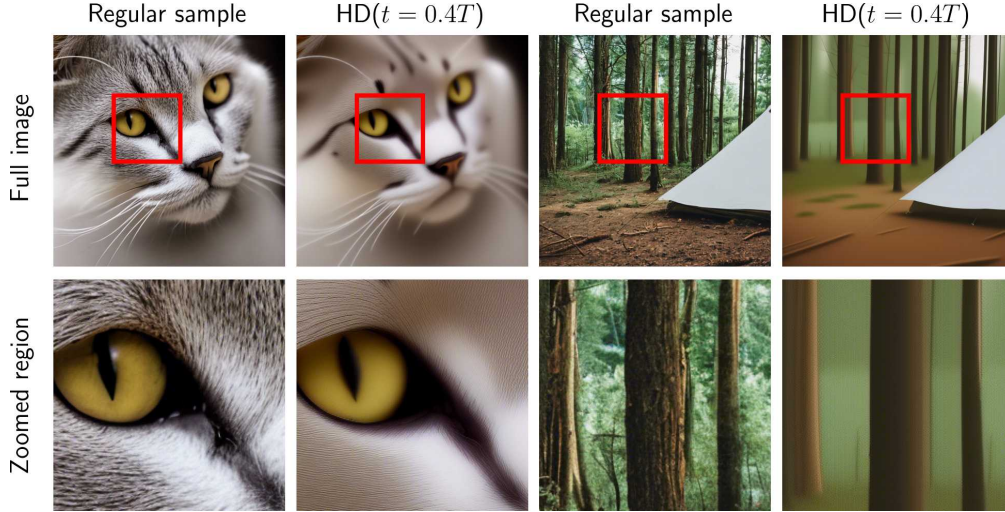 Regular sample
HD(t = 0.4T)
Regular sample
HD(t = 0.4T)
Full image
Zoomed region